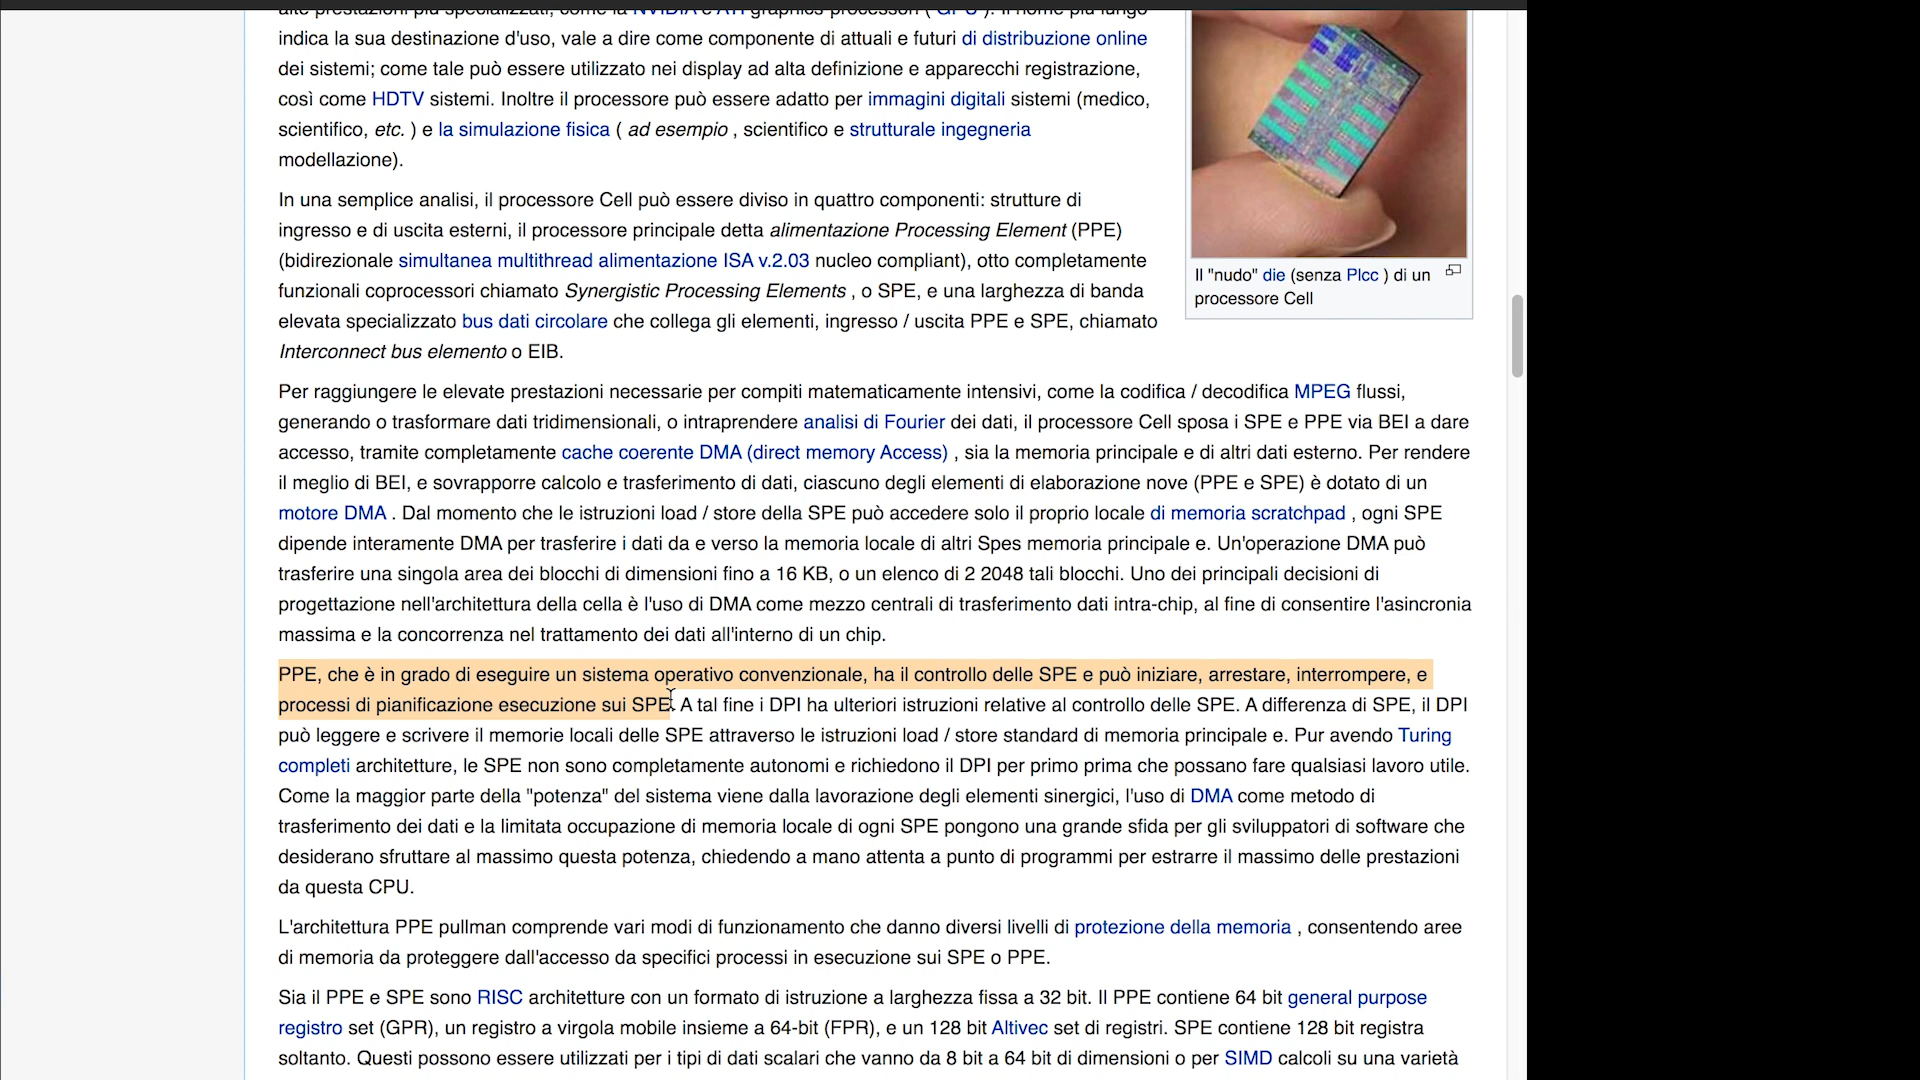 alte prestazioni più specializzati, come la NVIDIA e ATI graphics-processori ( GPU ). Il nome più lungo
indica la sua destinazione d'uso, vale a dire come componente di attuali e futuri di distribuzione online
dei sistemi; come tale può essere utilizzato nei display ad alta definizione e apparecchi registrazione,
così come HDTV sistemi. Inoltre il processore può essere adatto per immagini digitali sistemi (medico,
scientifico, etc. ) e la simulazione fisica ( ad esempio , scientifico e strutturale ingegneria
modellazione).
In una semplice analisi, il processore Cell può essere diviso in quattro componenti: strutture di
ingresso e di uscita esterni, il processore principale detta alimentazione Processing Element (PPE)
(bidirezionale simultanea multithread alimentazione ISA v.2.03 nucleo compliant), otto completamente
funzionali coprocessori chiamato Synergistic Processing Elements , o SPE, e una larghezza di banda
elevata specializzato bus dati circolare che collega gli elementi, ingresso / uscita PPE e SPE, chiamato
Interconnect bus elemento o EIB.
Il "nudo" die (senza Plcc ) di un
processore Cell
Per raggiungere le elevate prestazioni necessarie per compiti matematicamente intensivi, come la codifica / decodifica MPEG flussi,
generando o trasformare dati tridimensionali, o intraprendere analisi di Fourier dei dati, il processore Cell sposa i SPE e PPE via BEI a dare
accesso, tramite completamente cache coerente DMA (direct memory Access) , sia la memoria principale e di altri dati esterno. Per rendere
il meglio di BEI, e sovrapporre calcolo e trasferimento di dati, ciascuno degli elementi di elaborazione nove (PPE e SPE) è dotato di un
motore DMA . Dal momento che le istruzioni load / store della SPE può accedere solo il proprio locale di memoria scratchpad , ogni SPE
dipende interamente DMA per trasferire i dati da e verso la memoria locale di altri Spes memoria principale e. Un'operazione DMA può
trasferire una singola area dei blocchi di dimensioni fino a 16 KB, o un elenco di 2 2048 tali blocchi. Uno dei principali decisioni di
progettazione nell'architettura della cella è l'uso di DMA come mezzo centrali di trasferimento dati intra-chip, al fine di consentire l'asincronia
massima e la concorrenza nel trattamento dei dati all'interno di un chip.
PPE, che è in grado di eseguire un sistema operativo convenzionale, ha il controllo delle SPE e può iniziare, arrestare, interrompere, e
processi di pianificazione esecuzione sui SPE. A tal fine i DPI ha ulteriori istruzioni relative al controllo delle SPE. A differenza di SPE, il DPI
può leggere e scrivere il memorie locali delle SPE attraverso le istruzioni load / store standard di memoria principale e. Pur avendo Turing
completi architetture, le SPE non sono completamente autonomi e richiedono il DPI per primo prima che possano fare qualsiasi lavoro utile.
Come la maggior parte della "potenza" del sistema viene dalla lavorazione degli elementi sinergici, l'uso di DMA come metodo di
trasferimento dei dati e la limitata occupazione di memoria locale di ogni SPE pongono una grande sfida per gli sviluppatori di software che
desiderano sfruttare al massimo questa potenza, chiedendo a mano attenta a punto di programmi per estrarre il massimo delle prestazioni
da questa CPU.
L'architettura PPE pullman comprende vari modi di funzionamento che danno diversi livelli di protezione della memoria , consentendo aree
di memoria da proteggere dall'accesso da specifici processi in esecuzione sui SPE o PPE.
Sia il PPE e SPE sono RISC architetture con un formato di istruzione a larghezza fissa a 32 bit. Il PPE contiene 64 bit general purpose
registro set (GPR), un registro a virgola mobile insieme a 64-bit (FPR), e un 128 bit Altivec set di registri. SPE contiene 128 bit registra
soltanto. Questi possono essere utilizzati per i tipi di dati scalari che vanno da 8 bit a 64 bit di dimensioni o per SIMD calcoli su una varietà